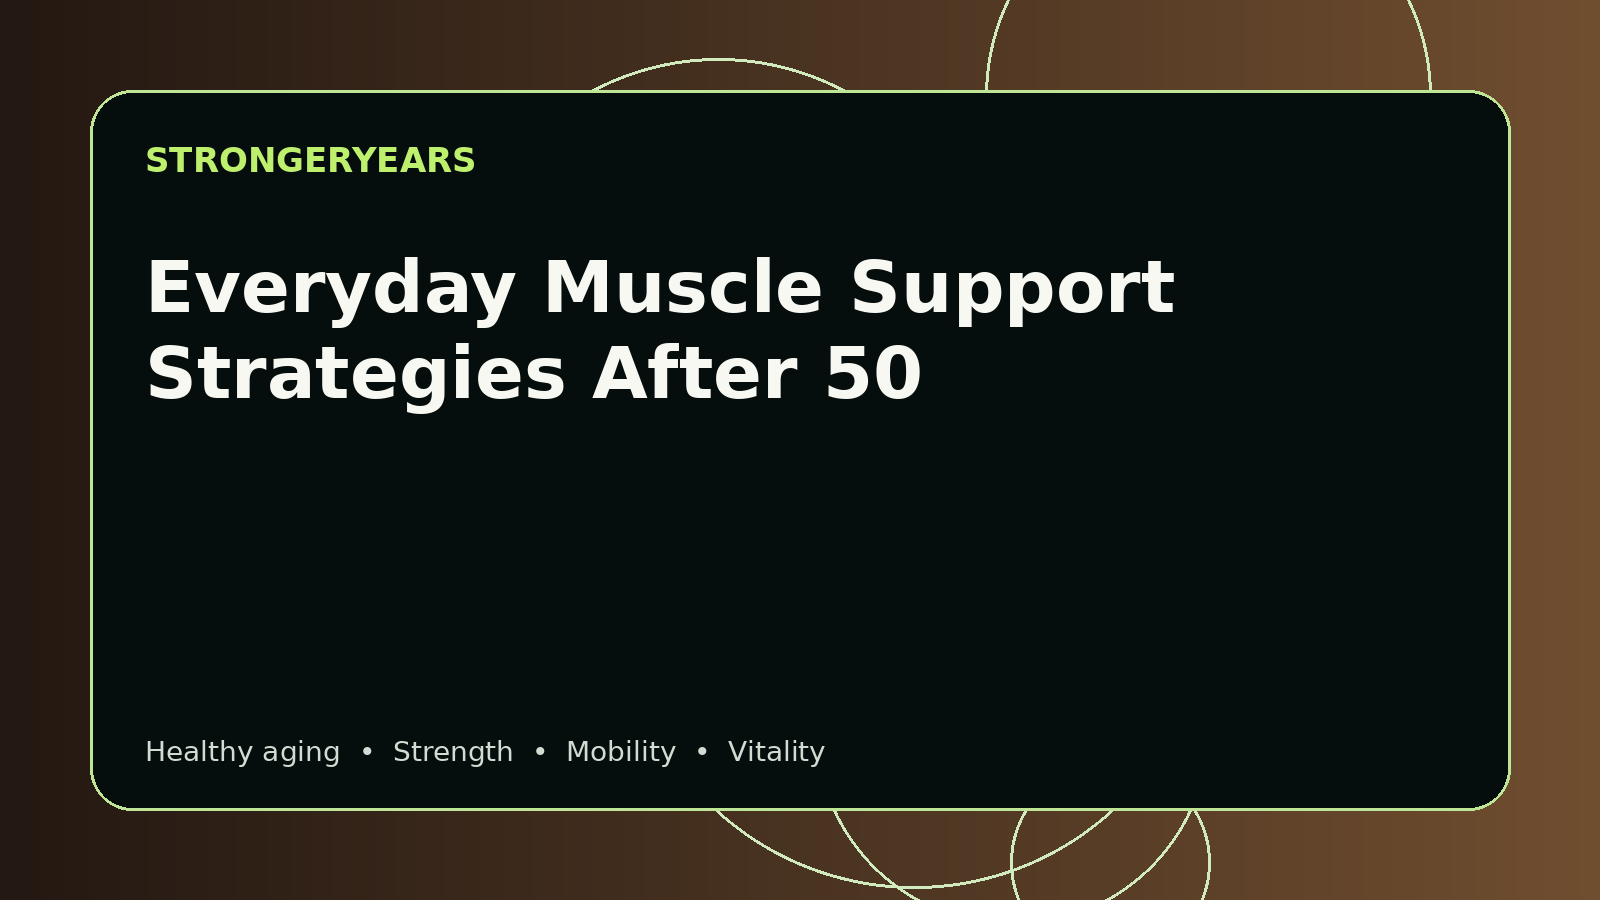 STRONGERYEARS
Everyday Muscle Support
Strategies After 50
Healthy aging • Strength • Mobility • Vitality